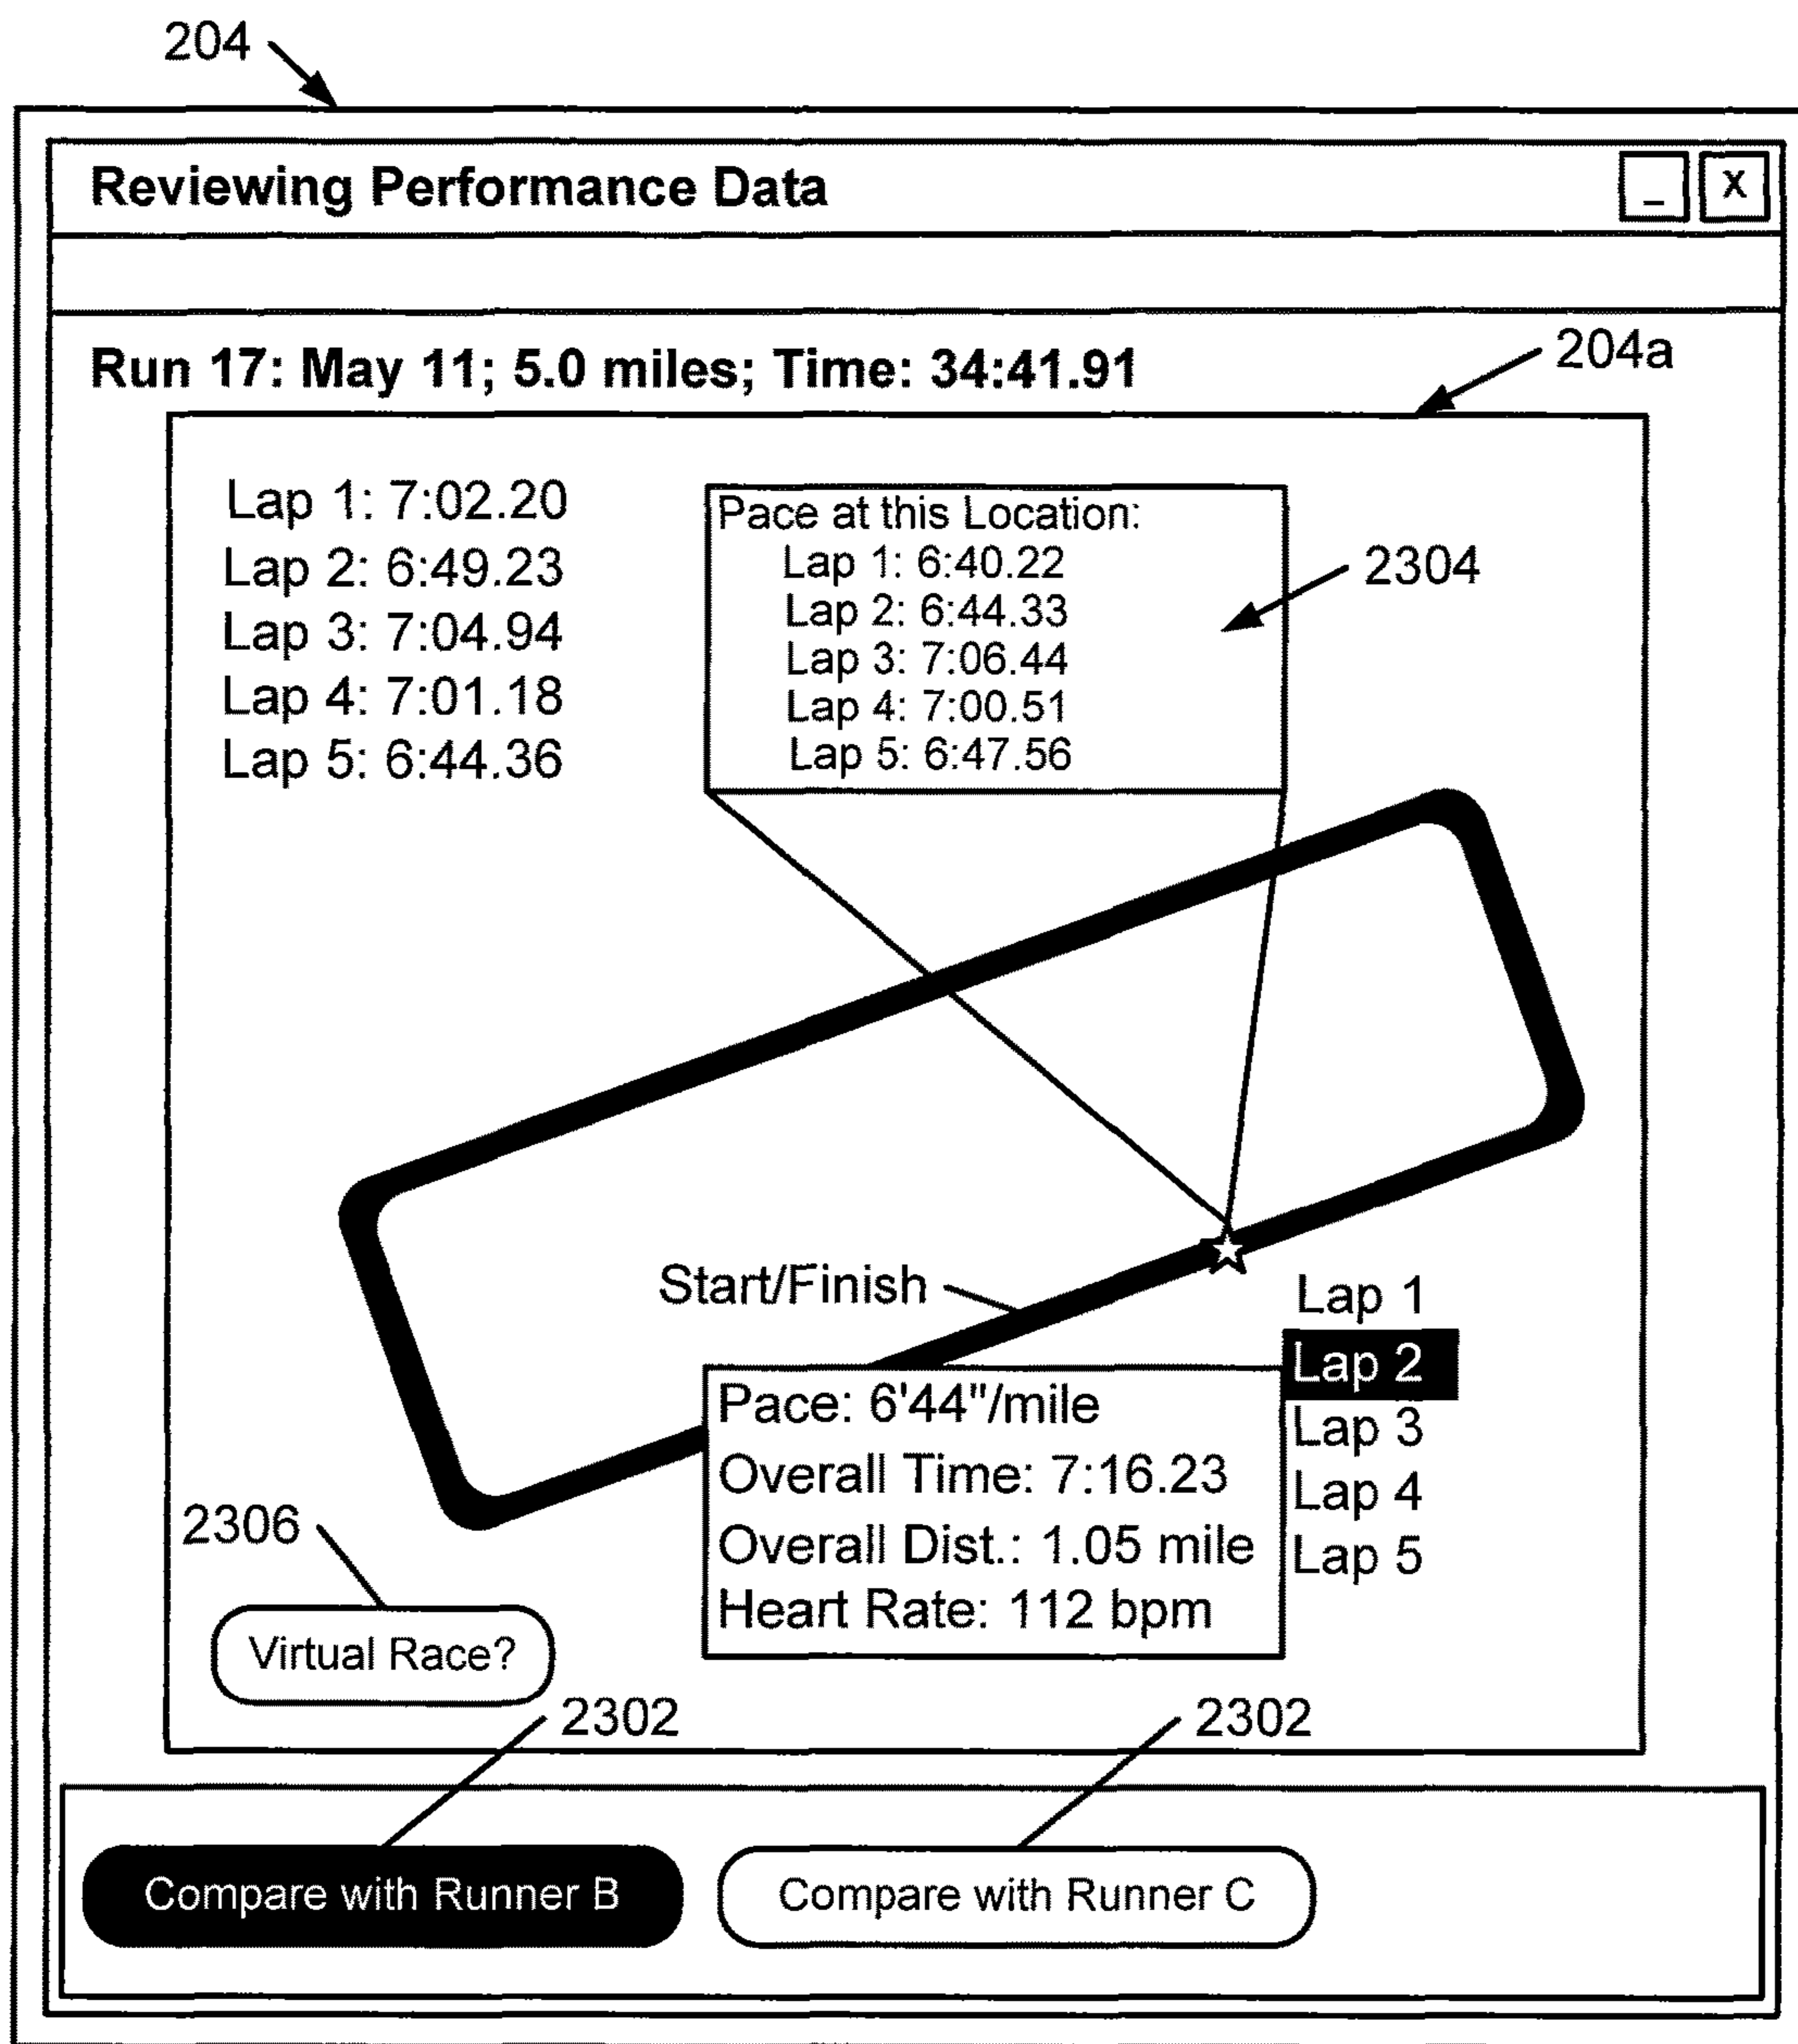 204
Reviewing Performance Data
_ X
Run 17: May 11; 5.0 miles; Time: 34:41.91
204a
Lap 1: 7:02.20
Lap 2: 6:49.23
Lap 3: 7:04.94
Lap 4: 7:01.18
Lap 5: 6:44.36
Pace at this Location:
Lap 1: 6:40.22
Lap 2: 6:44.33
Lap 3: 7:06.44
Lap 4: 7:00.51
Lap 5: 6:47.56
2304
Start/Finish
Lap 1
Lap 2
Lap 3
Lap 4
Lap 5
Pace: 6'44"/mile
Overall Time: 7:16.23
Overall Dist.: 1.05 mile
Heart Rate: 112 bpm
2306
Virtual Race?
2302
2302
Compare with Runner B
Compare with Runner C